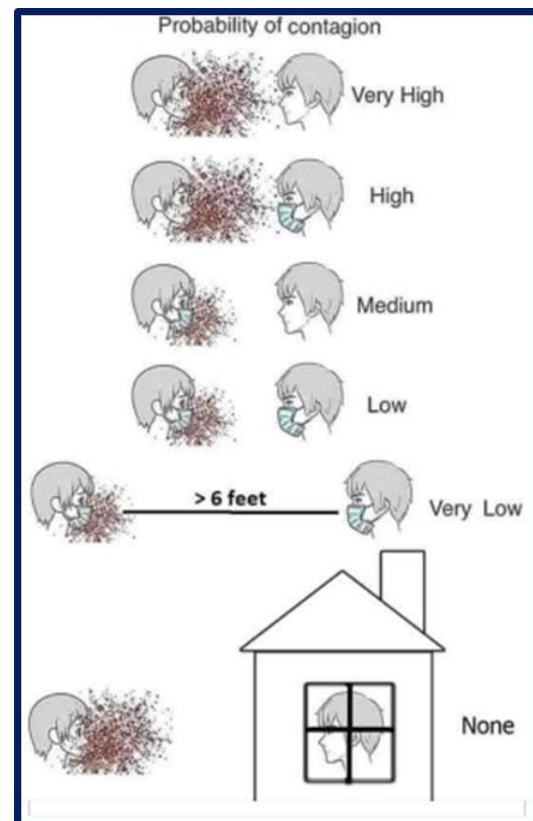 Probability of contagion
Very High
High
Medium
Low
> 6 feet
Very Low
None